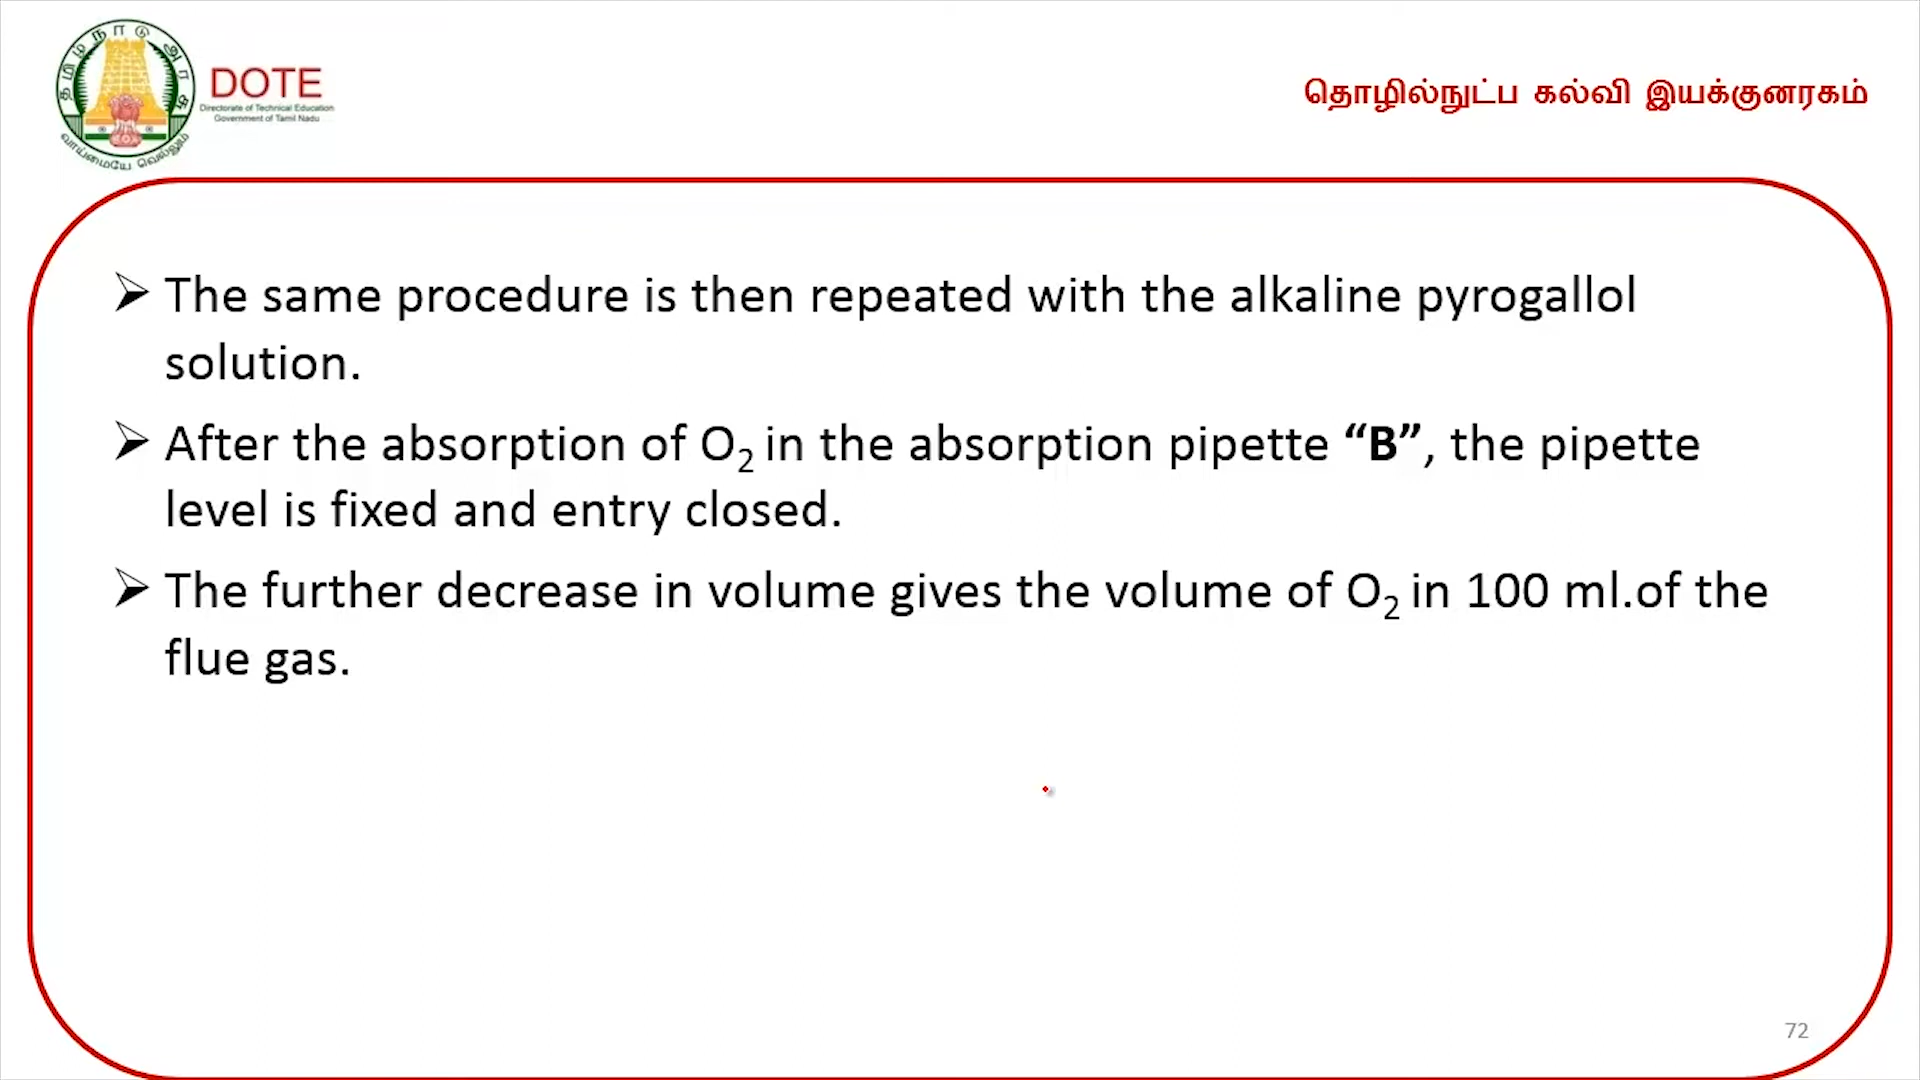 தமிழ்நாடு அரசு
வாய்மையே வெல்லும்
DOTE
Directorate of Technical Education
Government of Tamil Nadu
தொழில்நுட்ப கல்வி இயக்குனரகம்
➢ The same procedure is then repeated with the alkaline pyrogallol
solution.
➢ After the absorption of O₂ in the absorption pipette “B”, the pipette
level is fixed and entry closed.
➢ The further decrease in volume gives the volume of O₂ in 100 ml.of the
flue gas.
72